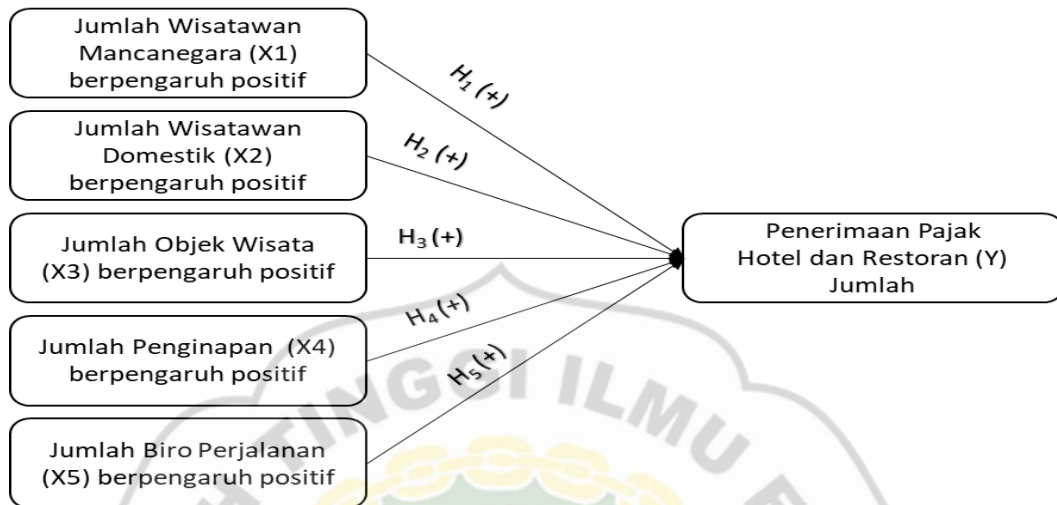 Jumlah Wisatawan
Mancanegara (X1)
berpengaruh positif
H₁ (+)
Jumlah Wisatawan
Domestik (X2)
berpengaruh positif
H₂ (+)
Jumlah Objek Wisata
(X3) berpengaruh positif
H₃ (+)
Jumlah Penginapan (X4)
berpengaruh positif
H₄ (+)
Jumlah Biro Perjalanan
(X5) berpengaruh positif
H₅ (+)
Penerimaan Pajak
Hotel dan Restoran (Y)
Jumlah
TINGGI ILMU